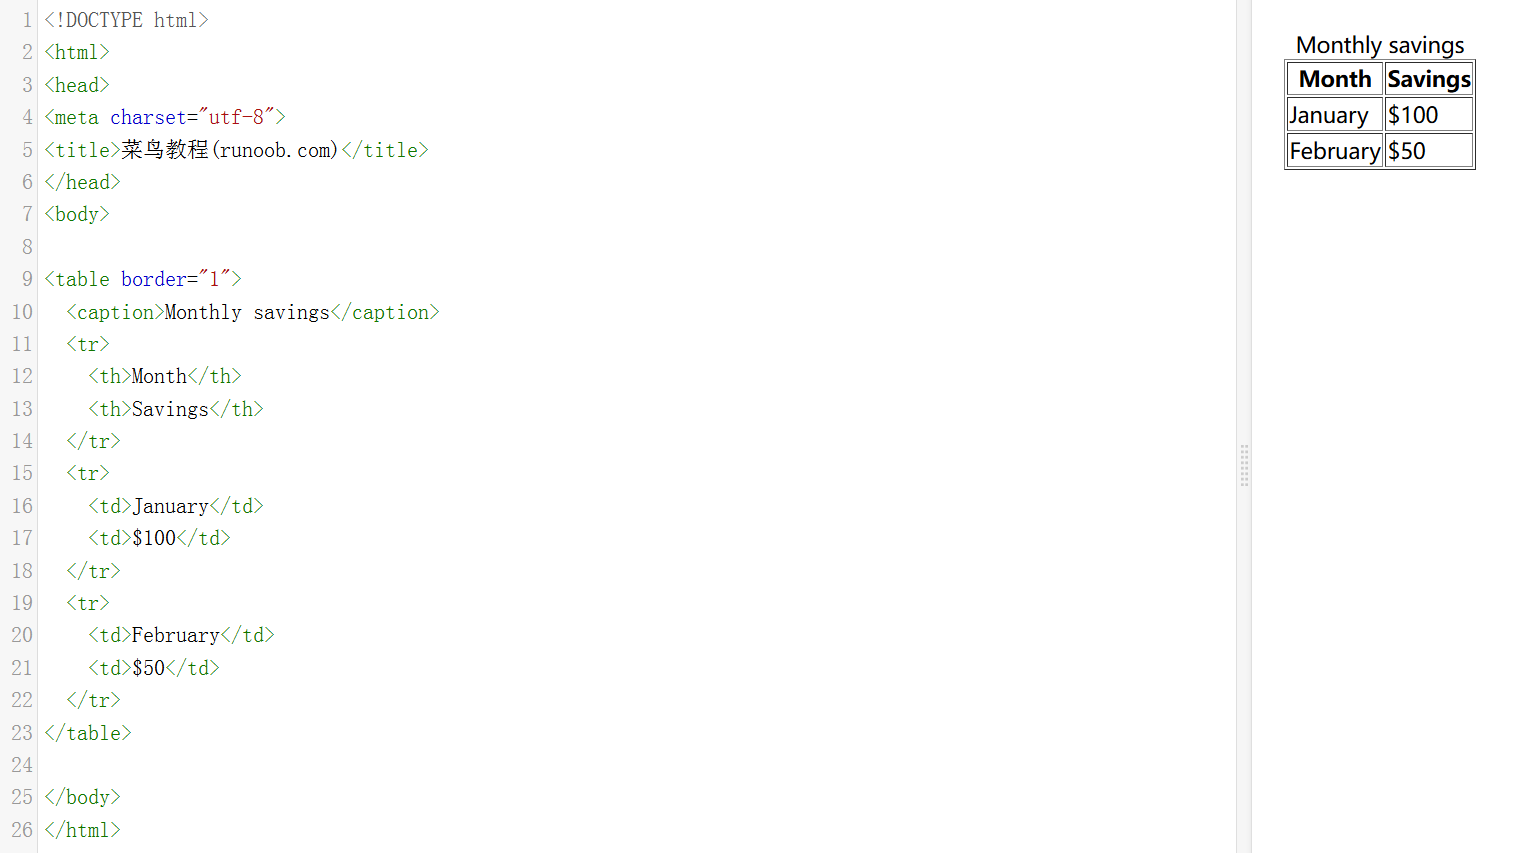 1 <!DOCTYPE html>
2 <html>
3 <head>
4 <meta charset="utf-8">
5 <title>菜鸟教程(runoob.com)</title>
6 </head>
7 <body>
8
9 <table border="1">
10   <caption>Monthly savings</caption>
11   <tr>
12     <th>Month</th>
13     <th>Savings</th>
14   </tr>
15   <tr>
16     <td>January</td>
17     <td>$100</td>
18   </tr>
19   <tr>
20     <td>February</td>
21     <td>$50</td>
22   </tr>
23 </table>
24
25 </body>
26 </html>
Monthly savings
Month Savings
January $100
February $50